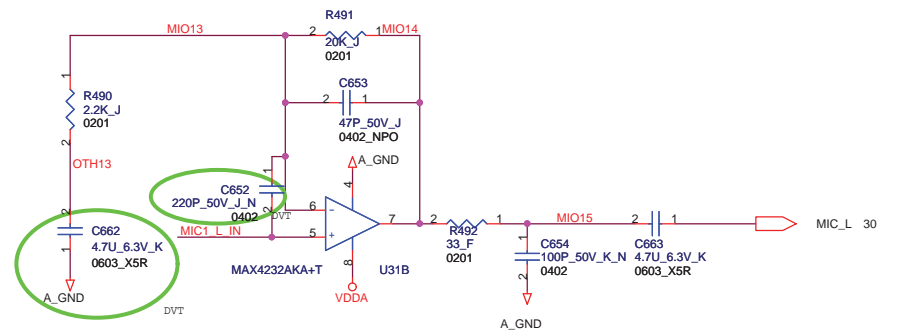 R491
MIO13
2
1
MIO14
20K_J
0201
C653
2
1
47P_50V_J
0402_NPO
1
R490
2.2K_J
0201
2
OTH13
A_GND
4
1
C652
220P_50V_J_N
0402
2
DVT
6
-
7
MIC1_L_IN
5
+
2
1
R492
33_F
0201
MIO15
2
1
C663
4.7U_6.3V_K
0603_X5R
MIC_L 30
2
C662
4.7U_6.3V_K
0603_X5R
1
A_GND
DVT
MAX4232AKA+T
8
U31B
VDDA
1
C654
100P_50V_K_N
0402
2
A_GND